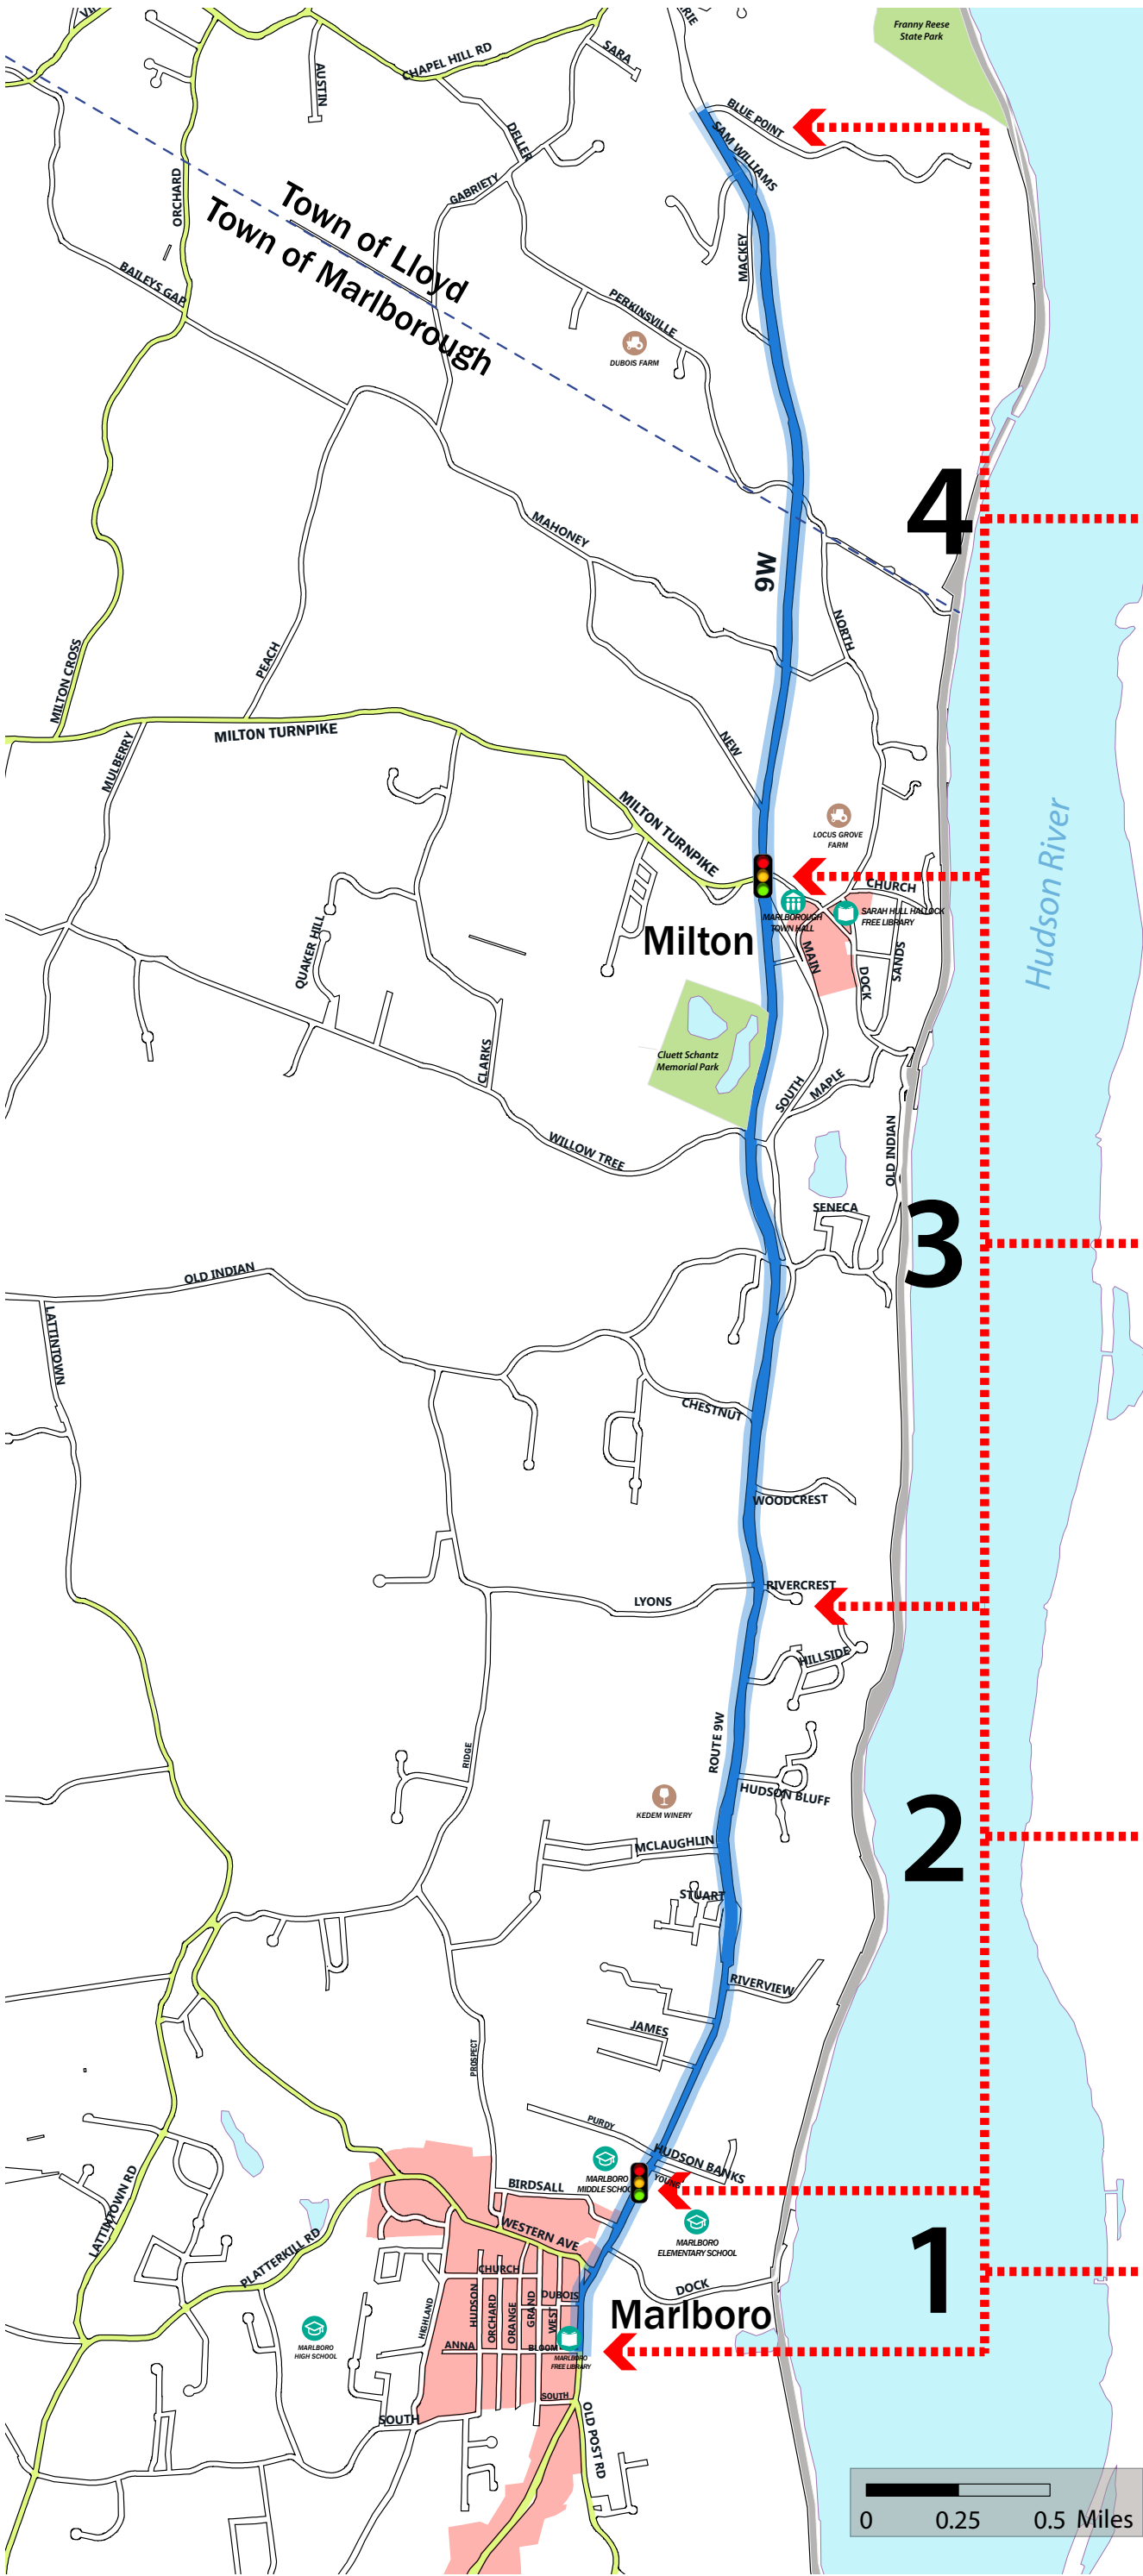 Franny Reese
State Park
SARA
CHAPEL HILL RD
AUSTIN
BLUE POINT
DELLER
SAM WILLIAMS
ORCHARD
GABRIETY
Town of Lloyd
Town of Marlborough
MACKEY
BAILEYS GAP
PERKINSVILLE
DUBOIS FARM
4
MAHONEY
9W
NORTH
PEACH
MILTON CROSS
MILTON TURNPIKE
NEW
MULBERRY
MILTON TURNPIKE
LOCUS GROVE
FARM
Hudson River
CHURCH
MARLBOROUGH
TOWN HALL
SARAH HULL HALLOCK
FREE LIBRARY
Milton
MAIN
QUAKER HILL
SANDS
DOCK
Cluett Schantz
Memorial Park
CLARKS
SOUTH
MAPLE
WILLOW TREE
OLD INDIAN
SENECA
3
OLD INDIAN
LATTINTOWN
CHESTNUT
WOODCREST
RIVERCREST
LYONS
HILLSIDE
ROUTE 9W
RIDGE
HUDSON BLUFF
KEDEM WINERY
2
MCLAUGHLIN
STUART
RIVERVIEW
JAMES
PROSPECT
PURDY
HUDSON BANKS
MARLBORO
MIDDLE SCHOOL
YOUNG
BIRDSALL
LATTINTOWN RD
WESTERN AVE
MARLBORO
ELEMENTARY SCHOOL
PLATTERKILL RD
1
CHURCH
DOCK
HUDSON
ORCHARD
ORANGE
GRAND
DUBOIS
WEST
Marlboro
HIGHLAND
MARLBORO
HIGH SCHOOL
ANNA
BLOOM
MARLBORO
FREE LIBRARY
SOUTH
SOUTH
OLD POST RD
0 0.25 0.5 Miles